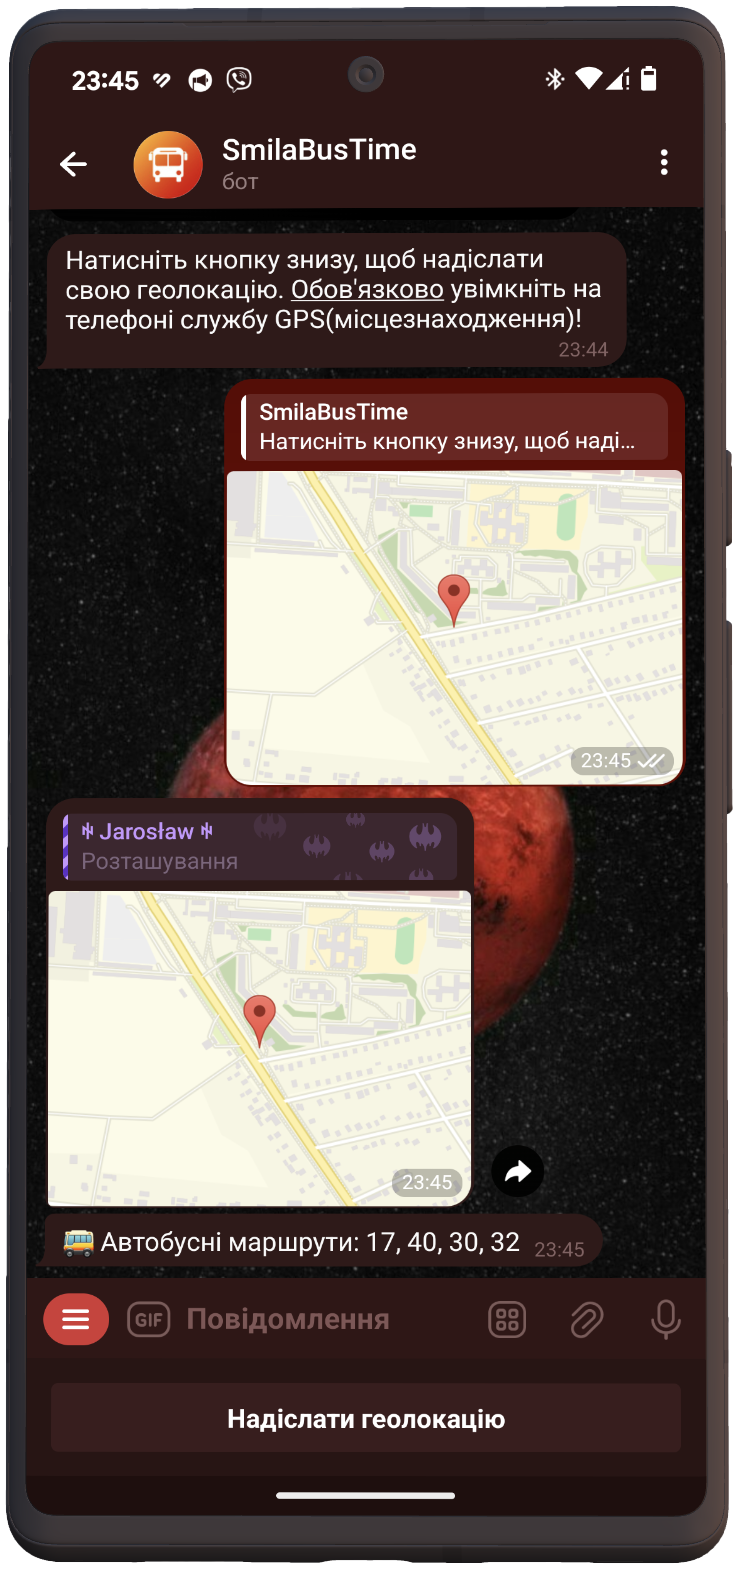 23:45
SmilaBusTime
бот
Натисніть кнопку знизу, щоб надіслати
свою геолокацію. Обов'язково увімкніть на
телефоні службу GPS(місцезнаходження)!
23:44
SmilaBusTime
Натисніть кнопку знизу, щоб наді...
23:45
Jarosław
Розташування
23:45
Автобусні маршрути: 17, 40, 30, 32 23:45
GIF Повідомлення
Надіслати геолокацію